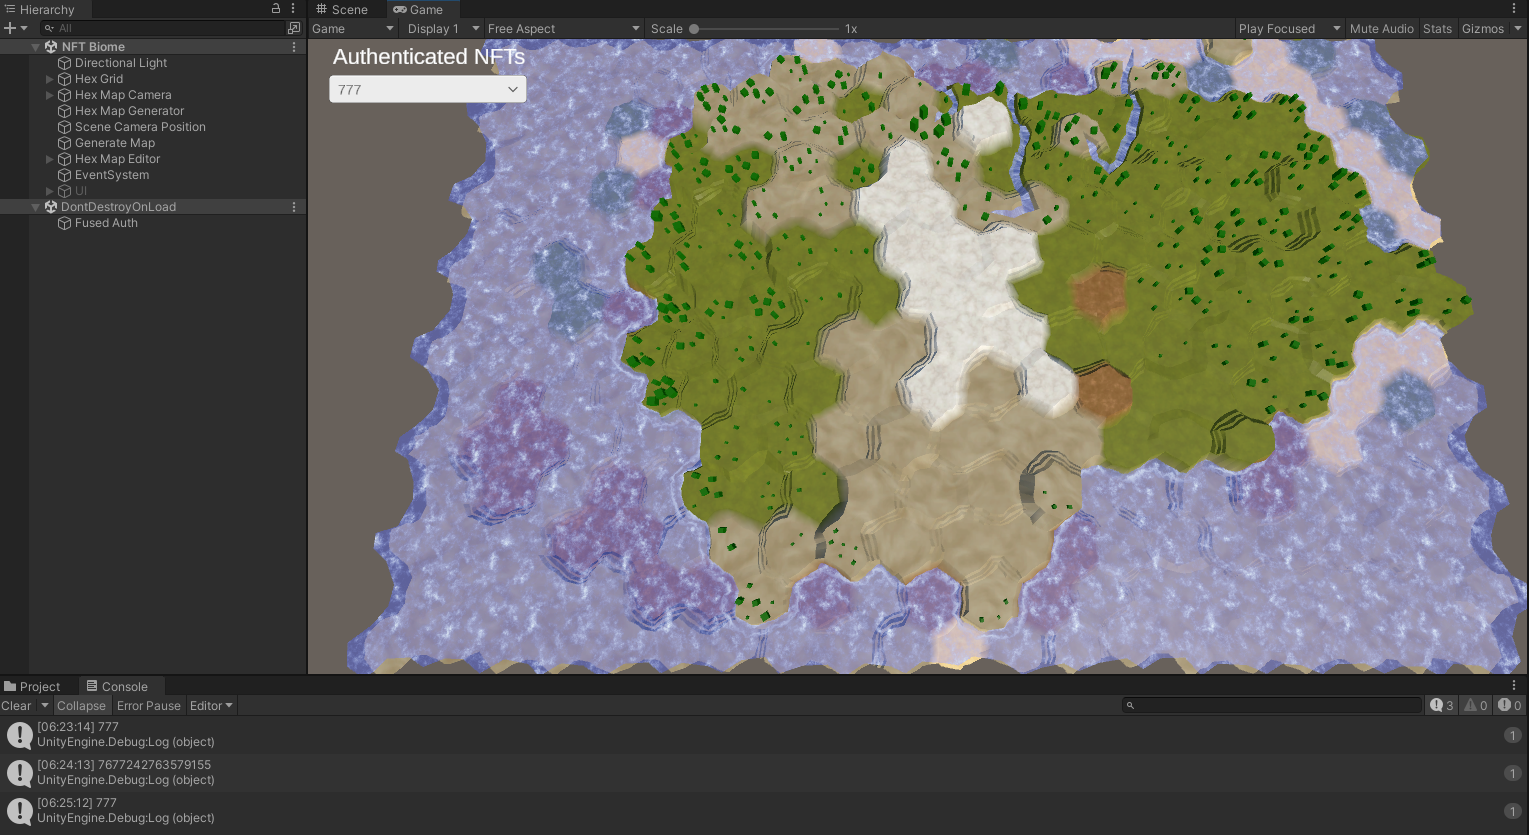 Hierarchy
All
NFT Biome
Directional Light
Hex Grid
Hex Map Camera
Hex Map Generator
Scene Camera Position
Generate Map
Hex Map Editor
EventSystem
UI
DontDestroyOnLoad
Fused Auth
Scene Game
Game Display 1 Free Aspect Scale 1x Play Focused Mute Audio Stats Gizmos
Authenticated NFTs
777
Project Console
Clear Collapse Error Pause Editor 3 0 0
[06:23:14] 777
UnityEngine.Debug:Log (object)
1
[06:24:13] 7677242763579155
UnityEngine.Debug:Log (object)
1
[06:25:12] 777
UnityEngine.Debug:Log (object)
1